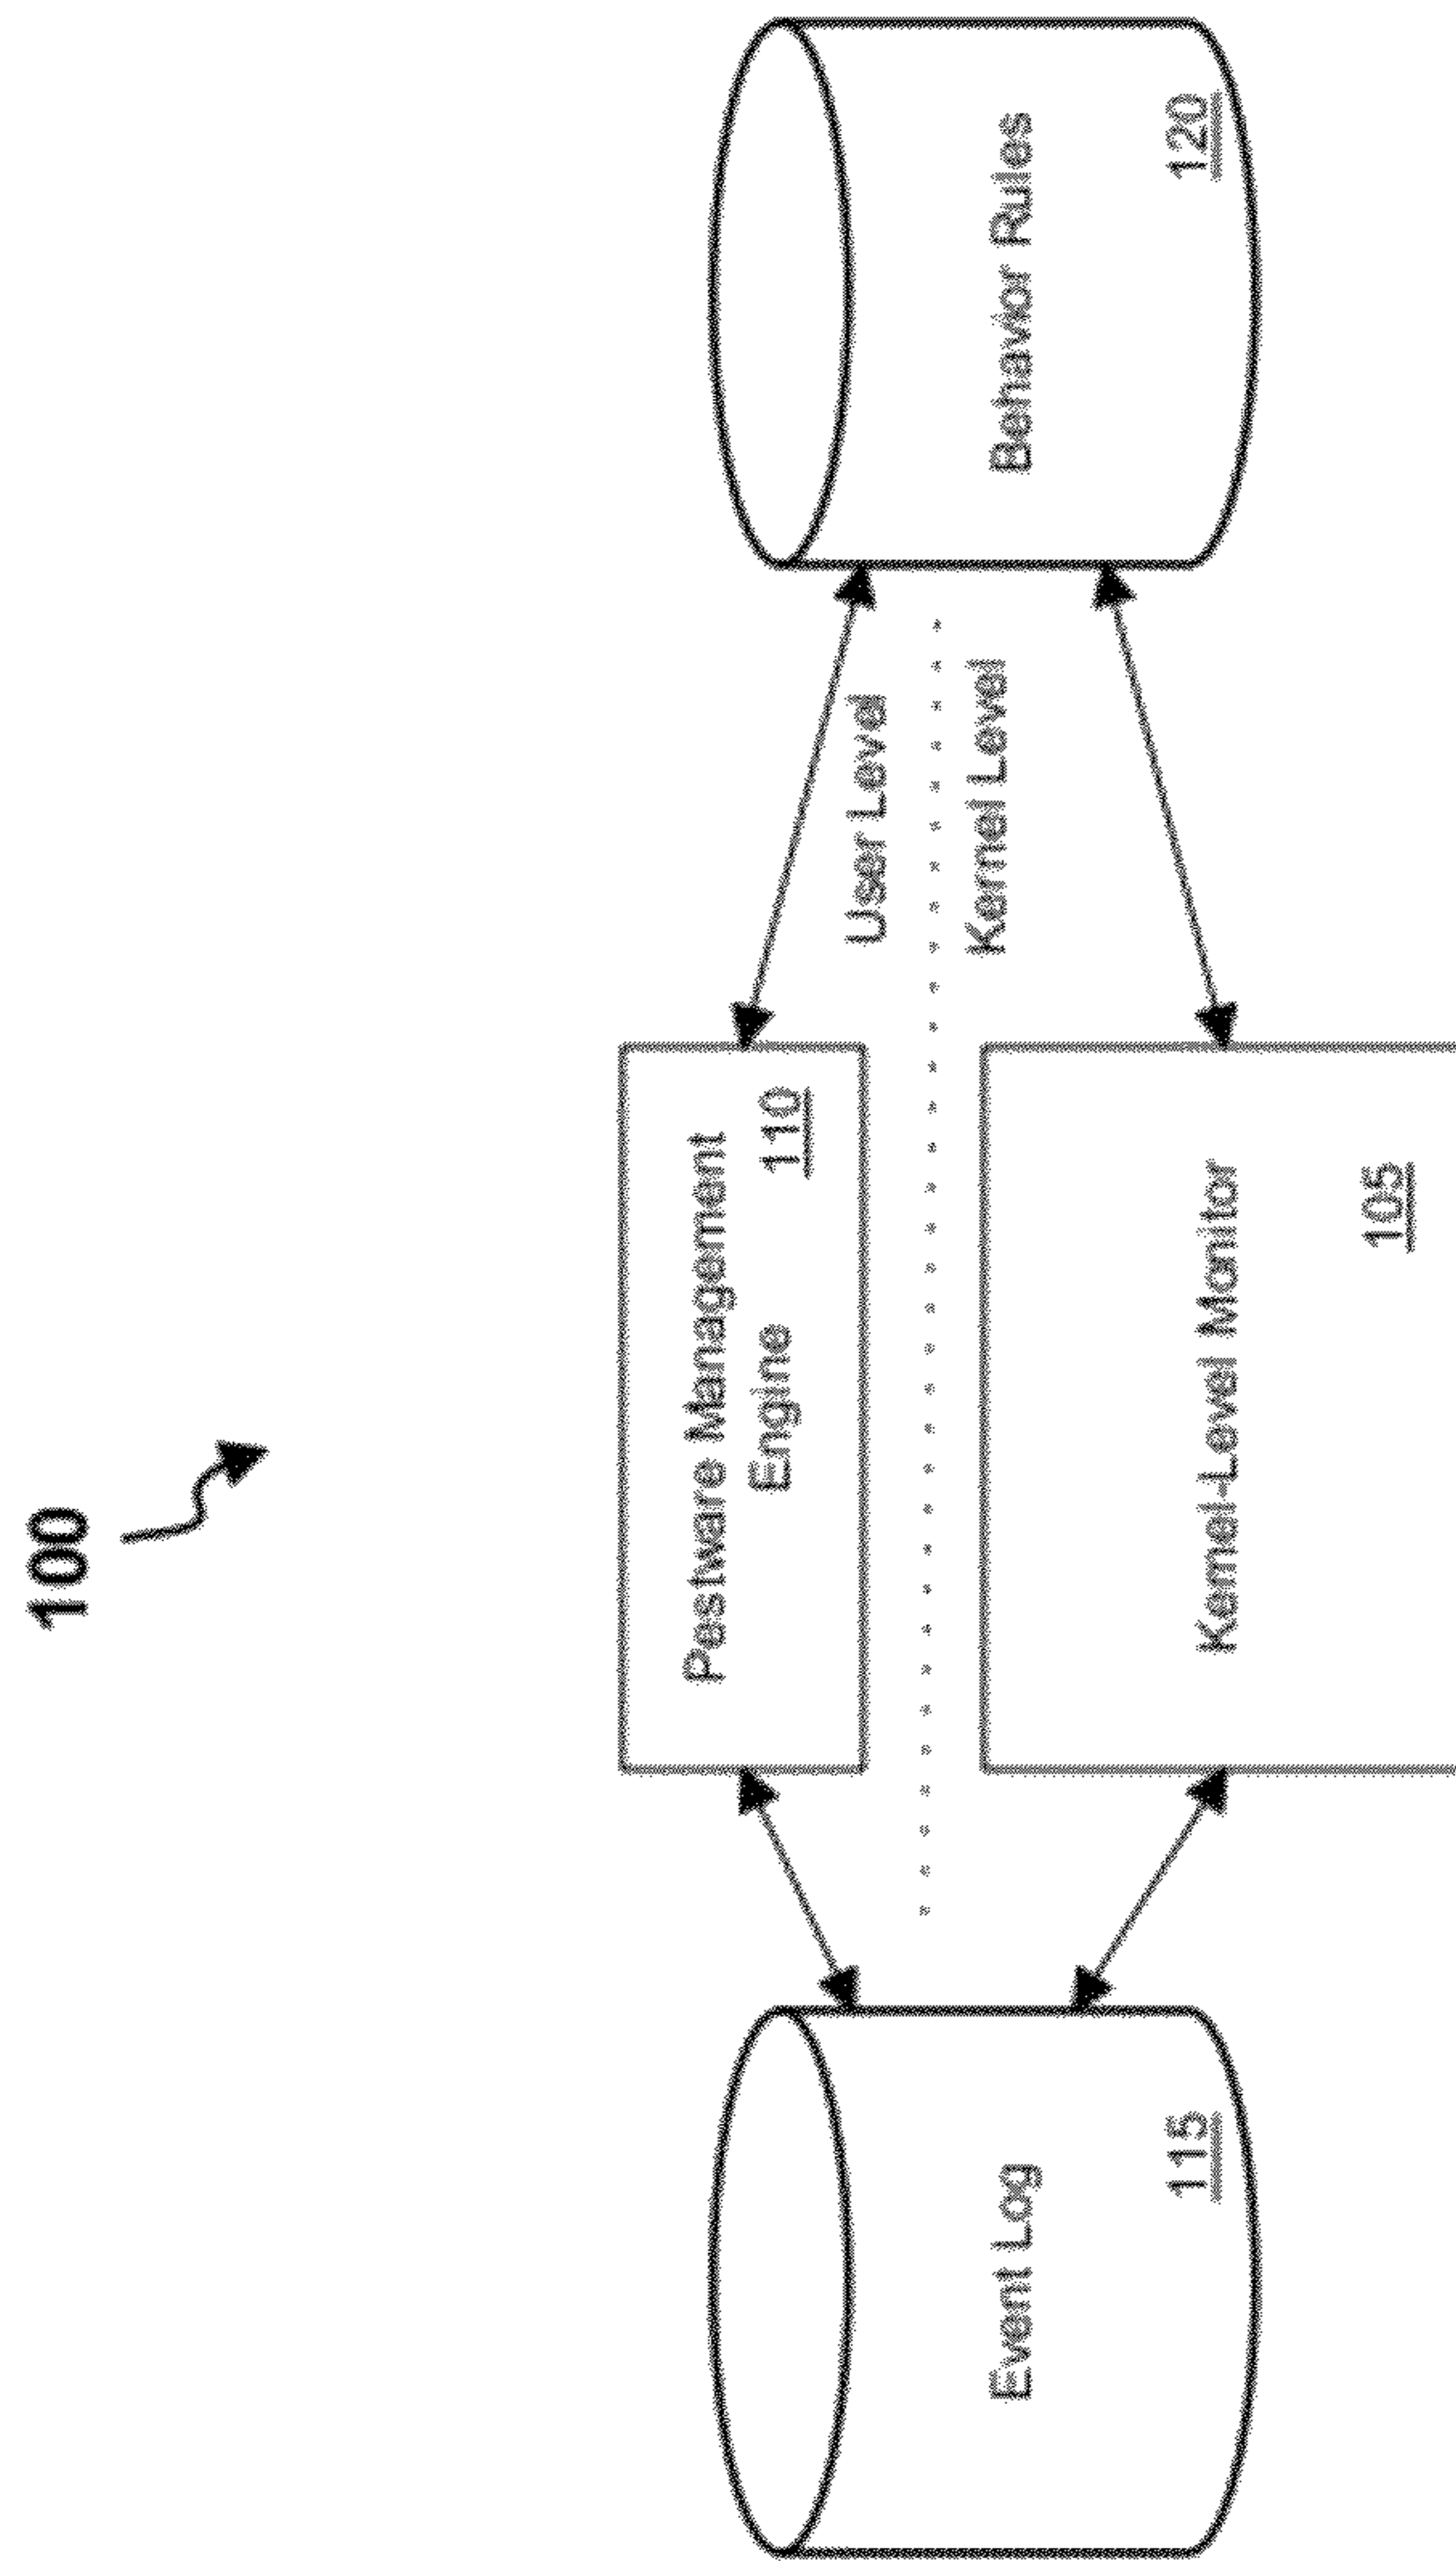 100
Pestware Management
Engine
110
User Level
Kernel Level
Event Log
115
Behavior Rules
120
Kernel-Level Monitor
105